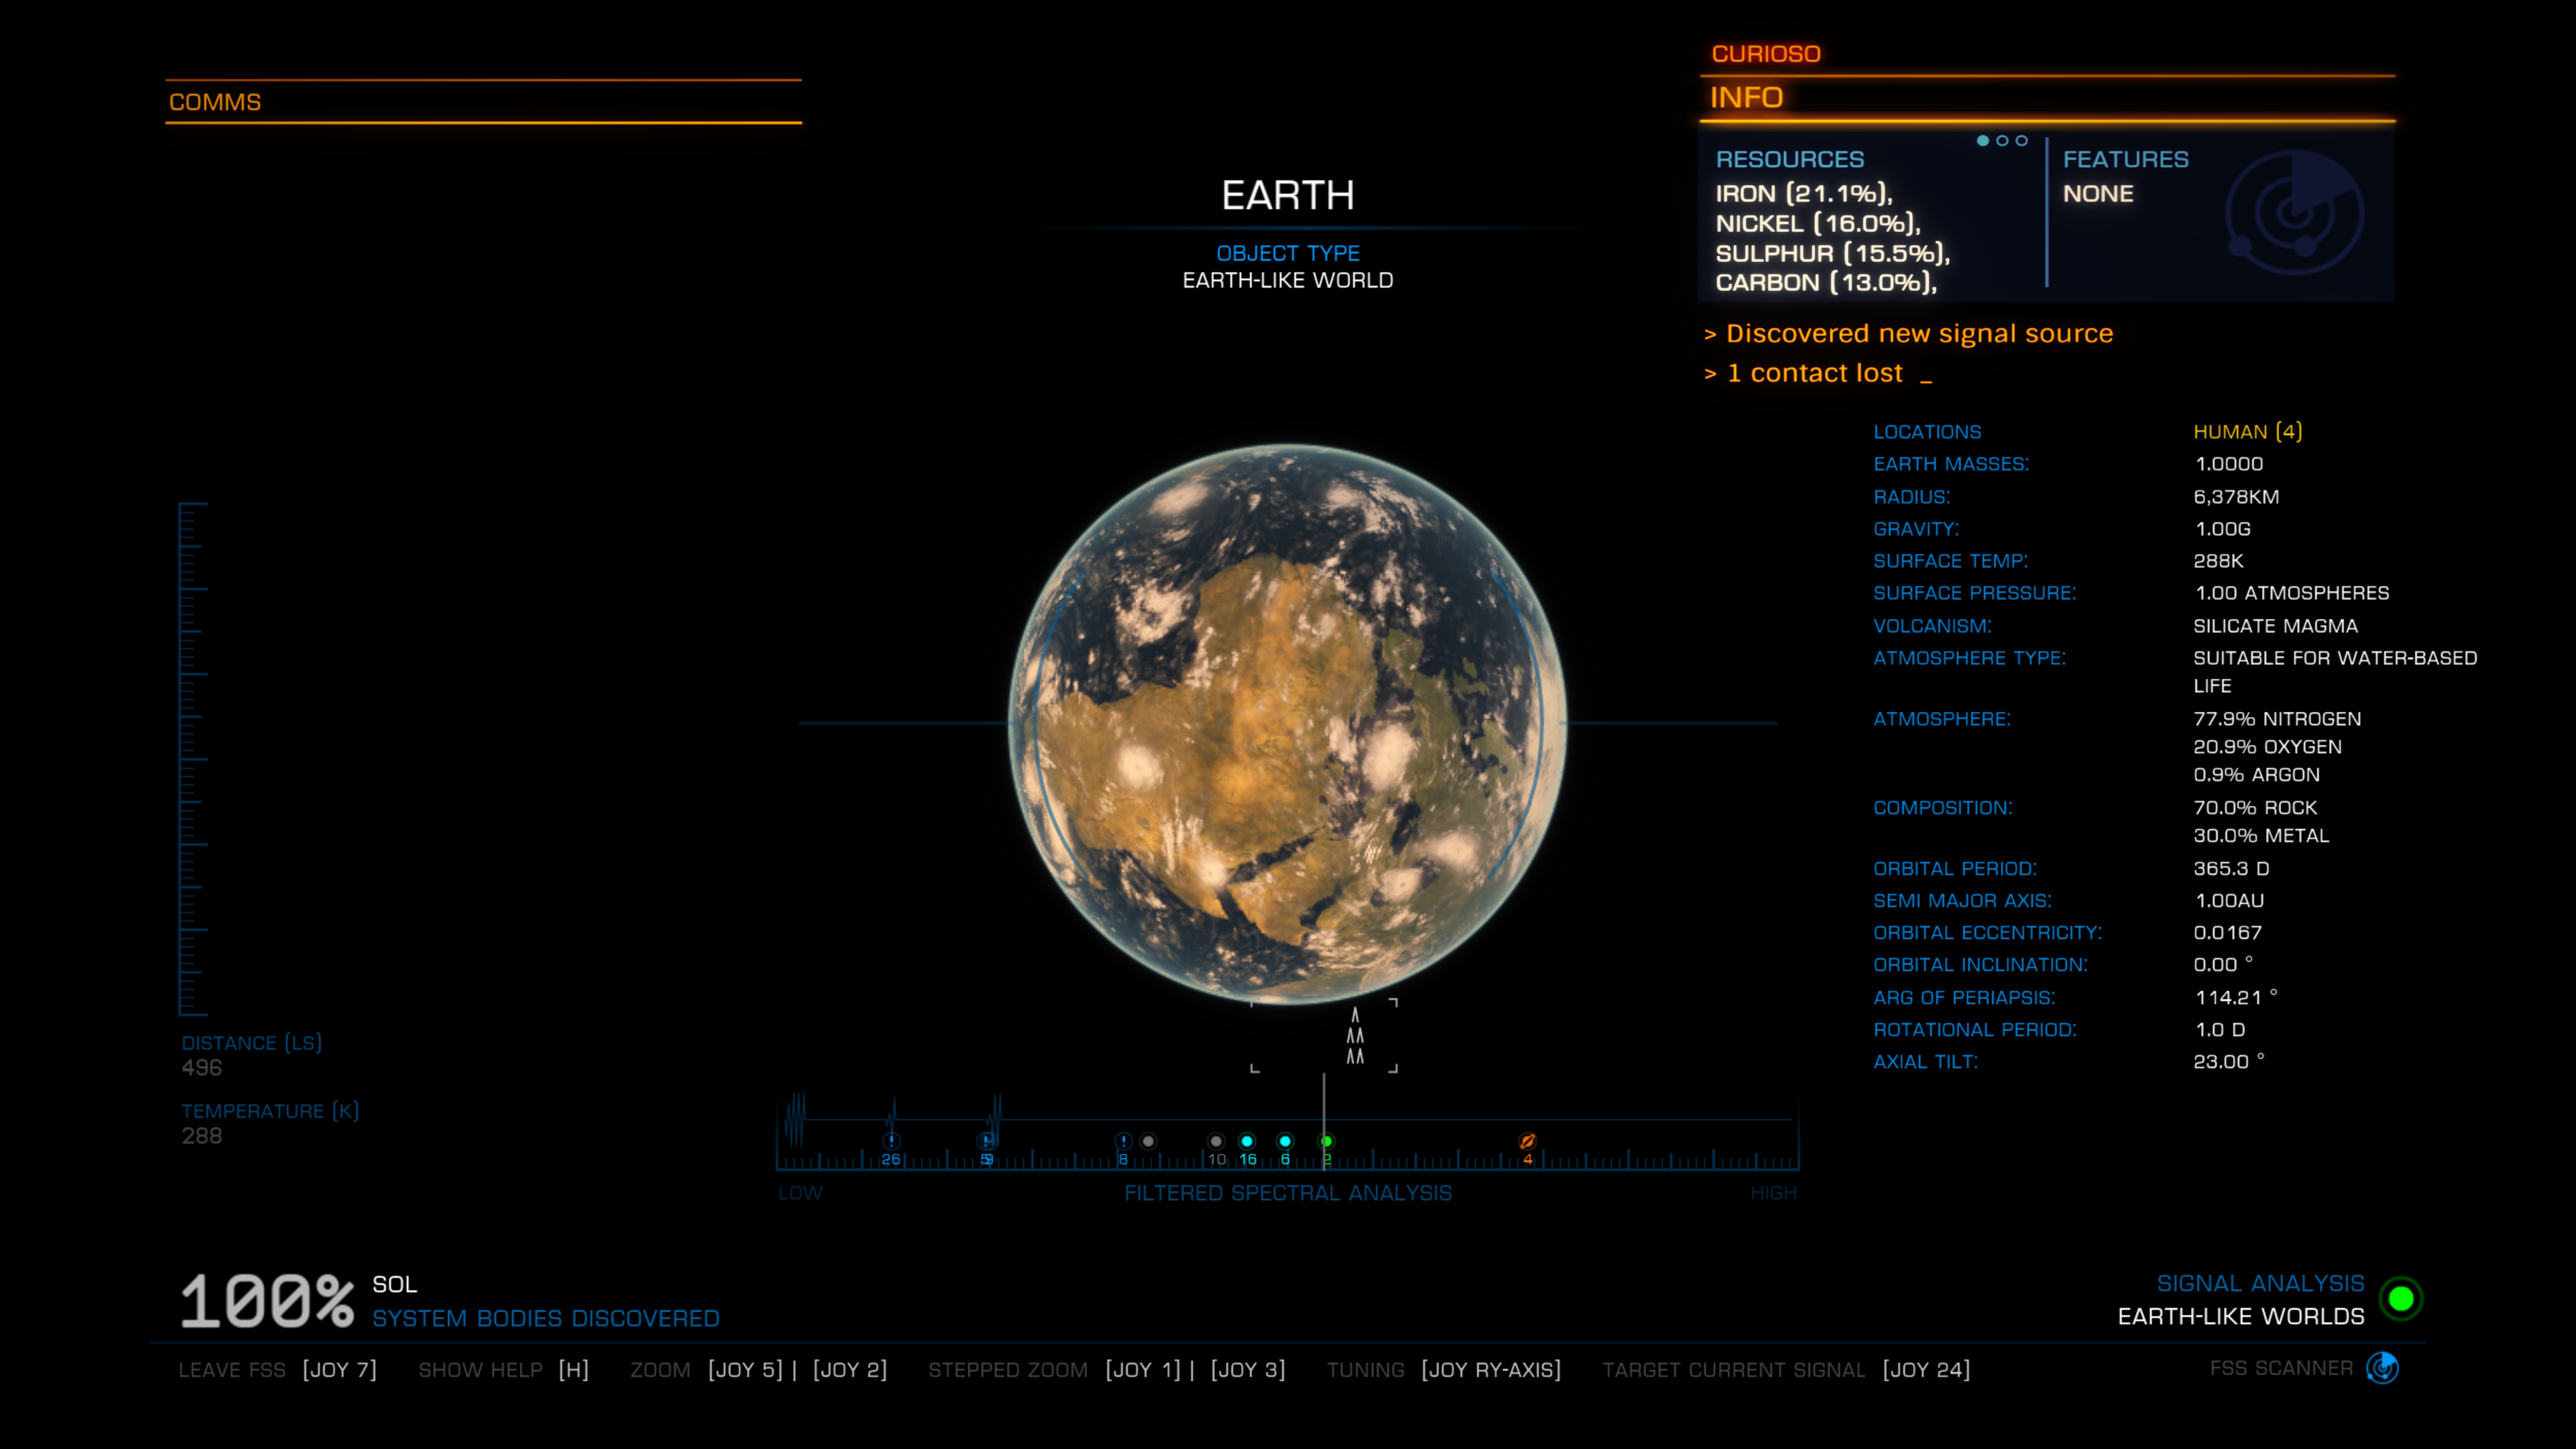 CURIOSO
COMMS
INFO
RESOURCES
IRON (21.1%),
NICKEL (16.0%),
SULPHUR (15.5%),
CARBON (13.0%),
FEATURES
NONE
> Discovered new signal source
> 1 contact lost _
EARTH
OBJECT TYPE
EARTH-LIKE WORLD
LOCATIONS HUMAN (4)
EARTH MASSES: 1.0000
RADIUS: 6,378KM
GRAVITY: 1.00G
SURFACE TEMP: 288K
SURFACE PRESSURE: 1.00 ATMOSPHERES
VOLCANISM: SILICATE MAGMA
ATMOSPHERE TYPE: SUITABLE FOR WATER-BASED
LIFE
ATMOSPHERE: 77.9% NITROGEN
20.9% OXYGEN
0.9% ARGON
COMPOSITION: 70.0% ROCK
30.0% METAL
ORBITAL PERIOD: 365.3 D
SEMI MAJOR AXIS: 1.00AU
ORBITAL ECCENTRICITY: 0.0167
ORBITAL INCLINATION: 0.00 °
ARG OF PERIAPSIS: 114.21 °
ROTATIONAL PERIOD: 1.0 D
AXIAL TILT: 23.00 °
DISTANCE (LS)
496
TEMPERATURE (K)
288
26 8 10 16 6 2 4
LOW FILTERED SPECTRAL ANALYSIS HIGH
100% SOL
SYSTEM BODIES DISCOVERED
SIGNAL ANALYSIS
EARTH-LIKE WORLDS
LEAVE FSS [JOY 7] SHOW HELP [H] ZOOM [JOY 5] | [JOY 2] STEPPED ZOOM [JOY 1] | [JOY 3] TUNING [JOY RY-AXIS] TARGET CURRENT SIGNAL [JOY 24] FSS SCANNER